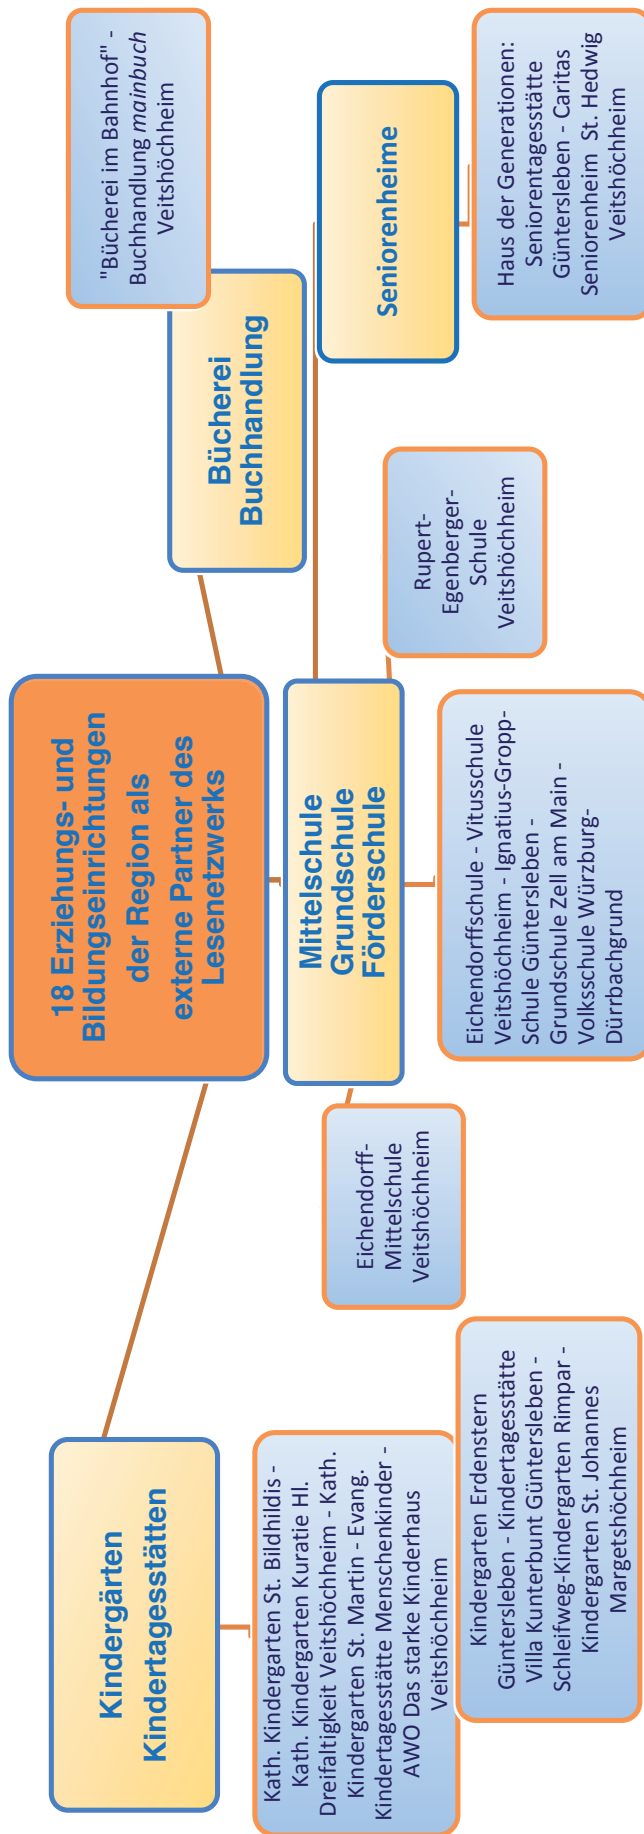 18 Erziehungs- und
Bildungseinrichtungen
der Region als
externe Partner des
Lesenetzwerks
Kindergärten
Kindertagesstätten
Kath. Kindergarten St. Bildhildis -
Kath. Kindergarten Kuratie Hl.
Dreifaltigkeit Veitshöchheim - Kath.
Kindergarten St. Martin - Evang.
Kindertagesstätte Menschenkinder -
AWO Das starke Kinderhaus
Veitshöchheim
Kindergarten Erdenstern
Güntersleben - Kindertagesstätte
Villa Kunterbunt Güntersleben -
Schleifweg-Kindergarten Rimpar -
Kindergarten St. Johannes
Margetshöchheim
Mittelschule
Grundschule
Förderschule
Eichendorff-
Mittelschule
Veitshöchheim
Eichendorffschule - Vitusschule
Veitshöchheim - Ignatius-Gropp-
Schule Güntersleben -
Grundschule Zell am Main -
Volksschule Würzburg-
Dürrbachgrund
Rupert-
Egenberger-
Schule
Veitshöchheim
Bücherei
Buchhandlung
"Bücherei im Bahnhof" -
Buchhandlung mainbuch
Veitshöchheim
Seniorenheime
Haus der Generationen:
Seniorentagesstätte
Güntersleben - Caritas
Seniorenheim St. Hedwig
Veitshöchheim